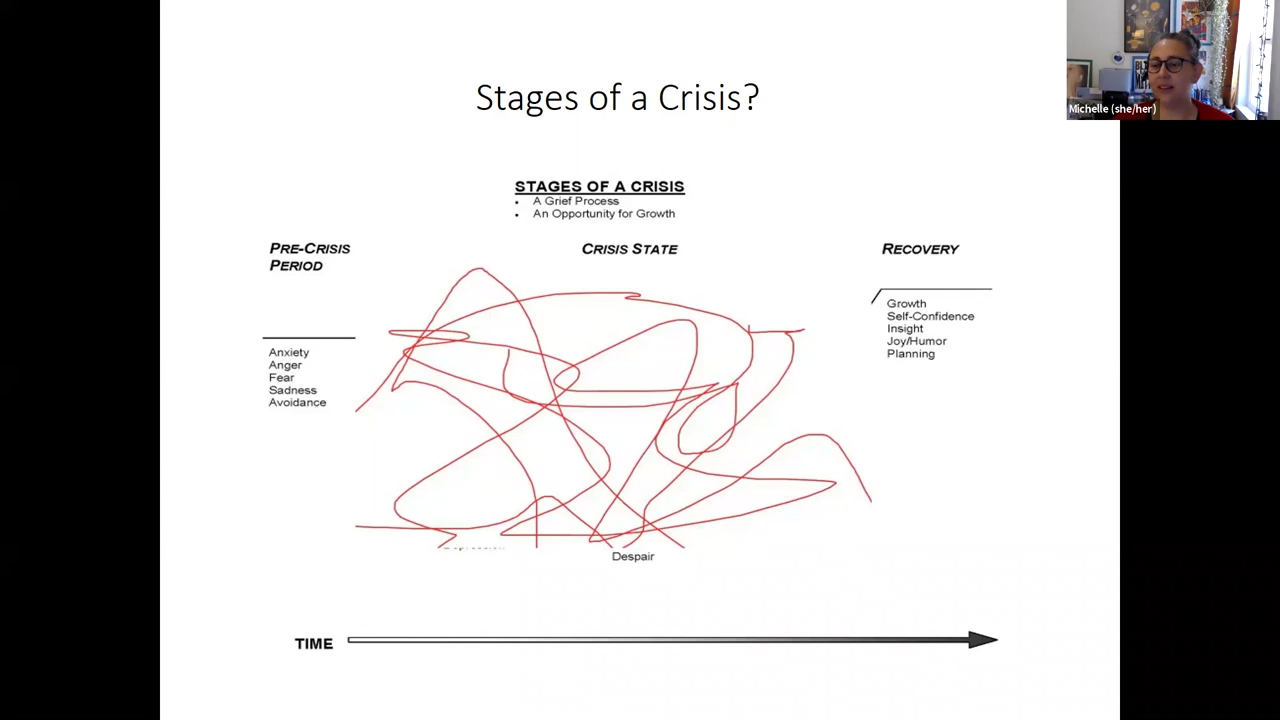 Michelle (she/her)
Stages of a Crisis?
STAGES OF A CRISIS
• A Grief Process
• An Opportunity for Growth
PRE-CRISIS
PERIOD
CRISIS STATE
RECOVERY
Anxiety
Anger
Fear
Sadness
Avoidance
Growth
Self-Confidence
Insight
Joy/Humor
Planning
Despair
TIME